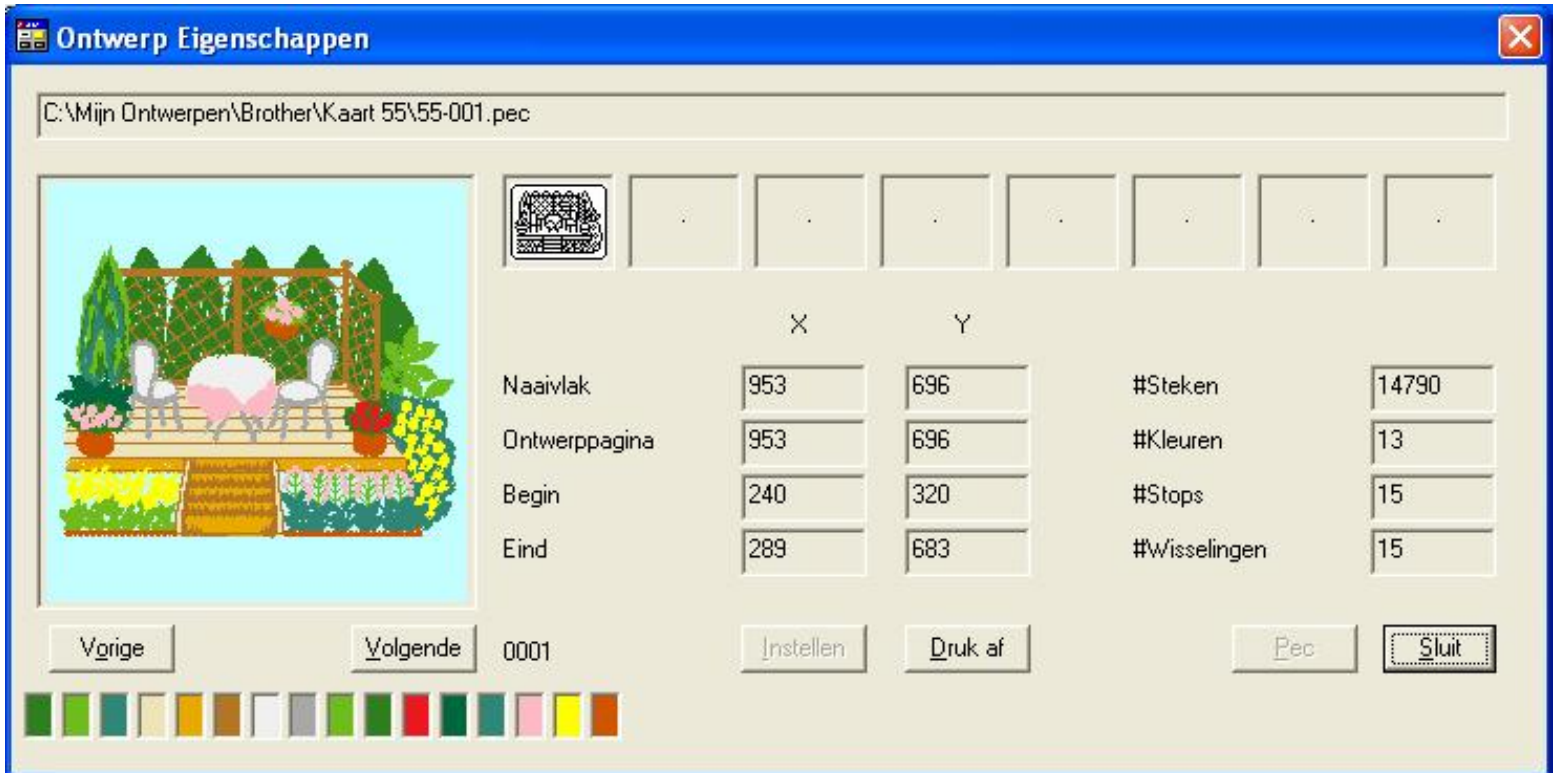 Ontwerp Eigenschappen
C:\Mijn Ontwerpen\Brother\Kaart 55\55-001.pec
X Y
Naaivlak 953 696 #Steken 14790
Ontwerppagina 953 696 #Kleuren 13
Begin 240 320 #Stops 15
Eind 289 683 #Wisselingen 15
Vorige Volgende 0001 Instellen Druk af Pec Sluit